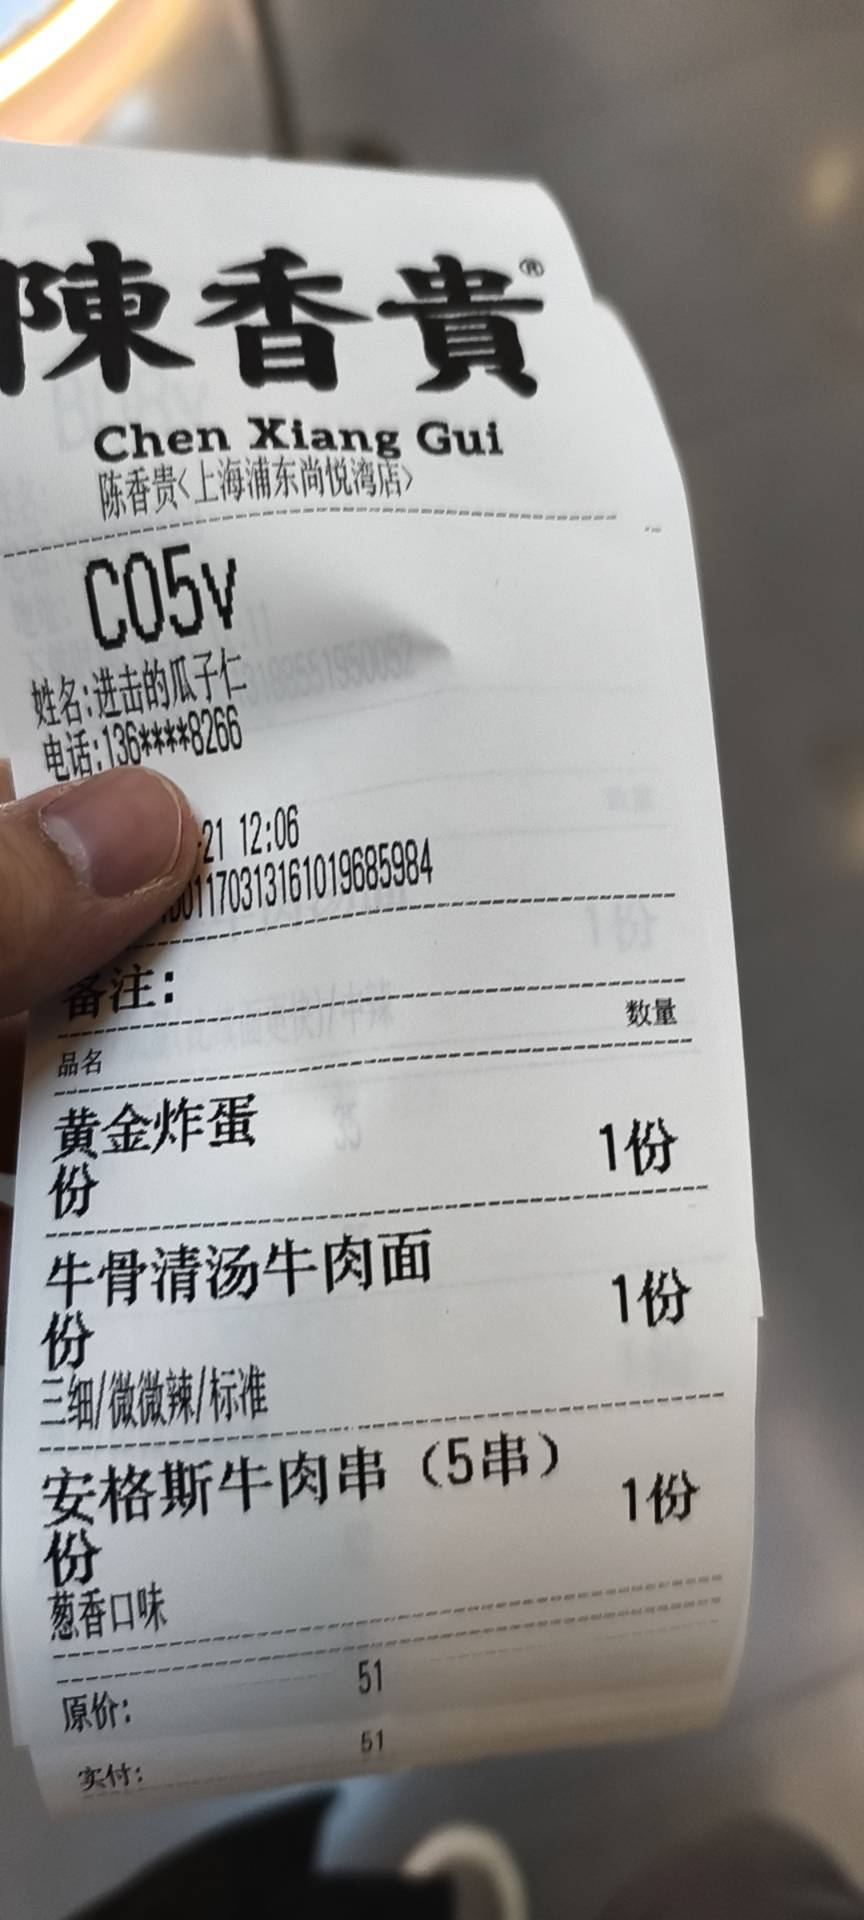 陳香貴®
Chen Xiang Gui
陈香贵<上海浦东尚悦湾店>
C05v
姓名:进击的瓜子仁
电话:136****8266
-21 12:06
01170313161019685984
备注:
品名 数量
黄金炸蛋
份 1份
牛骨清汤牛肉面
份 1份
三细/微微辣/标准
安格斯牛肉串（5串）
份 1份
葱香口味
原价: 51
实付: 51